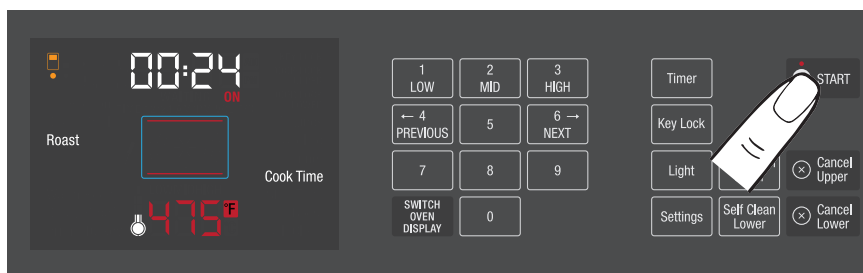 00:24
ON
Roast
Cook Time
475°F
1
LOW
2
MID
3
HIGH
← 4
PREVIOUS
5
6 →
NEXT
7
8
9
SWITCH
OVEN
DISPLAY
0
Timer
START
Key Lock
Light
Cancel
Upper
Settings
Self Clean
Lower
Cancel
Lower